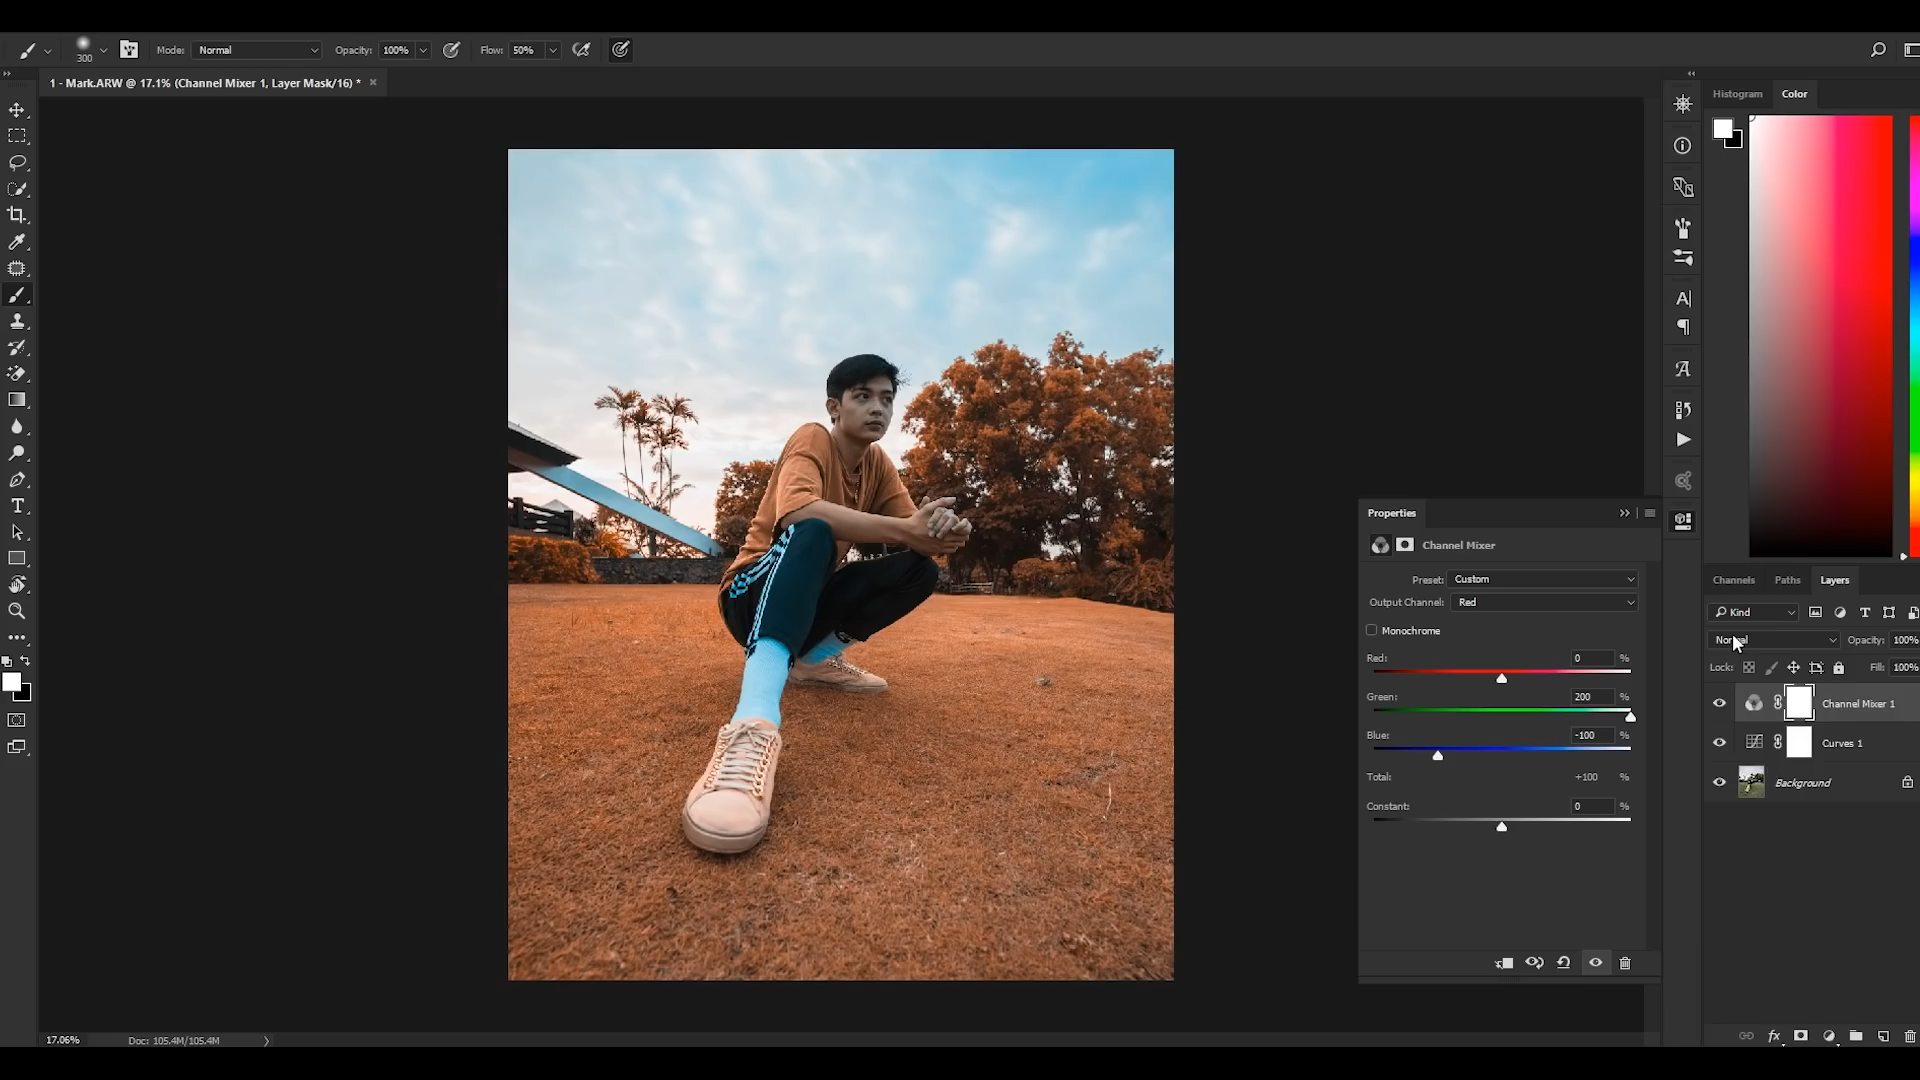 Mode: Normal Opacity: 100% Flow: 50%
300
1 - Mark.ARW @ 17.1% (Channel Mixer 1, Layer Mask/16) *
Histogram Color
Properties
Channel Mixer
Preset: Custom
Output Channel: Red
Monochrome
Red: 0 %
Green: 200 %
Blue: -100 %
Total: +100 %
Constant: 0 %
Channels Paths Layers
Kind
Normal Opacity: 100%
Lock: Fill: 100%
Channel Mixer 1
Curves 1
Background
17.06% Doc: 105.4M/105.4M